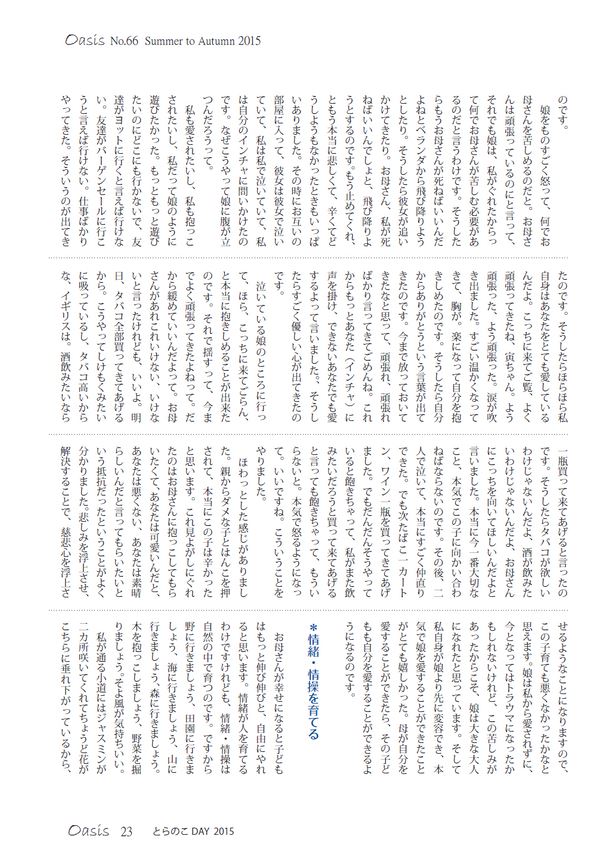 Oasis No.66 Summer to Autumn 2015
のです。
娘をものすごく怒って、何でお
母さんを苦しめるのだと。お母さ
んは頑張っているのにと言って、
それでも娘は、私がぐれたからっ
て何でお母さんが苦しむ必要があ
るのだと言うわけです。そうした
らもうお母さんが死ねばいいんだ
よねとベランダから飛び降りよう
としたり。そうしたら彼女が追い
かけてきたり。お母さん、私が死
ねばいいんでしょと、飛び降りよ
うとするのです。もう止めてくれ、
ともう本当に悲しくて、辛くてど
うしようもなかったときもいっぱ
いありました。その時にお互いの
部屋に入って、彼女は彼女で泣い
ていて、私は私で泣いていて、私
は自分のインチャに問いかけたの
です。なぜこうやって娘に腹が立
つんだろうって。
私も愛されたいし、私も抱っこ
されたいし、私だって娘のように
遊びたかった。もっともっと遊び
たいのにどこにも行かないで、友
達がヨットに行くと言えば行けな
い。友達がバーゲンセールに行こ
うと言えば行けない。仕事ばかり
やってきた。そういうのが出てき
たのです。そうしたらほらほら私
自身はあなたをとても愛している
んだよ。こっちに来てご覧、よく
頑張ってきたね、寅ちゃん。よう
頑張った、よう頑張った。涙が吹
き出ました。すごい温かくなって
きて、胸が。楽になって自分を抱
きしめたのです。そうしたら自分
からありがとうという言葉が出て
きたのです。今まで放っておいて
きたなと思って、頑張れ、頑張れ
ばかり言ってきてごめんね。これ
からもっとあなた（インチャ）に
声を掛け、できないあなたでも愛
するよって言いました。そうし
たらすごく優しい心が出てきたの
です。
泣いている娘のところに行っ
て、ほら、こっちに来てごらん、
と本当に抱きしめることが出来た
のです。それで揺すって、今ま
でよく頑張ってきたよねって。だ
から緩めていいんだよって。お母
さんがあれこれいけない、いけな
いと言ったけれども、いいよ。明
日、タバコ全部買ってきてあげる
から。こうやってしけもくみたい
に吸っているし、タバコ高いから
な、イギリスは。酒飲みたいなら
一瓶買って来てあげると言ったの
です。そうしたらタバコが欲しい
わけじゃないんだよ、酒が飲みた
いわけじゃないんだよ、お母さん
にこっちを向いてほしいんだよと
言いました。本当に今一番大切な
こと、本気でこの子に向かい合わ
ねばならないのです。その後、二
人で泣いて、本当にすごく仲直り
できた。でも次たばこ一カート
ン、ワイン一瓶を買ってきてあげ
ました。でもだんだんそうやって
いると飽きちゃって、私がまた飲
みたいだろうと買って来てあげる
と言っても飽きちゃって、もうい
らないと。本気で怒るようになっ
て。いいですね。こういうことを
やりました。
ほわっとした感じがありまし
た。親からダメな子とはんこを押
されて、本当にこの子は辛かった
と思います。これ見よがしにぐれ
たのはお母さんに抱っこしてもら
いたくて、あなたは可愛いんだと、
あなたは悪くない、あなたは素晴
らしいんだと言ってもらいたいと
いう抵抗だったということがよく
分かりました。悲しみを浮上させ、
解決することで、慈悲心を浮上さ
せるようなことになりますので、
この子育ても悪くなかったかなと
思えます。娘は私から愛されずに、
今となってはトラウマになったか
もしれないけれど、この苦しみが
あったからこそ、娘は大きな大人
になれたと思っています。そして
私自身が娘より先に変容でき、本
気で娘を愛することができたこと
がとても嬉しかった。母が自分を
愛することができたら、その子ど
もも自分を愛することができるよ
うになるのです。
＊情緒・情操を育てる
お母さんが幸せになると子ども
はもっと伸び伸びと、自由にやれ
ると思います。情緒が人を育てる
わけですけれども、情緒・情操は
自然の中で育つのです。ですから
野に行きましょう、田園に行きま
しょう、海に行きましょう、山に
行きましょう、森に行きましょう。
木を抱っこしましょう、野菜を掘
りましょう。そよ風が気持ちいい。
私が通る小道にはジャスミンが
二カ所咲いてくれてちょうど花が
こちらに垂れ下がっているから、
Oasis 23 とらのこ DAY 2015